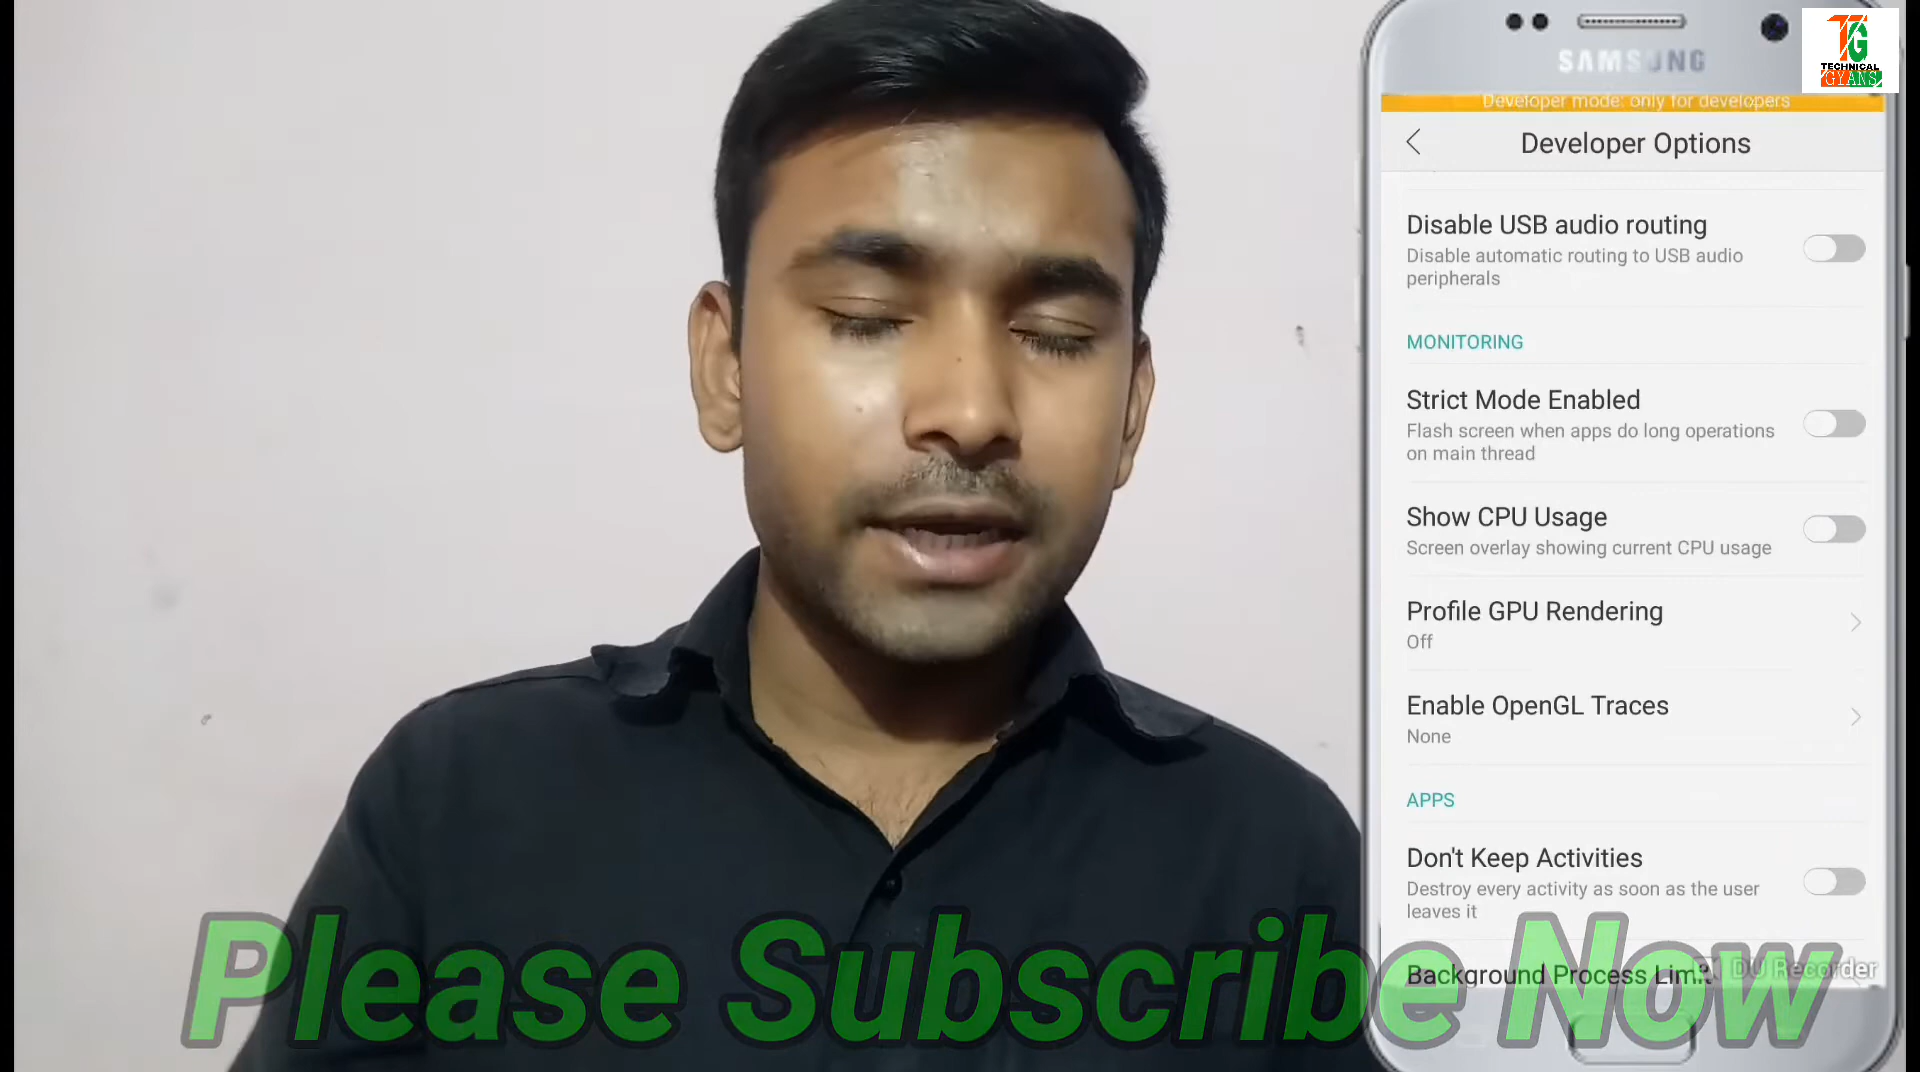 SAMSUNG
TG
TECHNICAL
GYANS
Developer mode: only for developers
Developer Options
Disable USB audio routing
Disable automatic routing to USB audio
peripherals
MONITORING
Strict Mode Enabled
Flash screen when apps do long operations
on main thread
Show CPU Usage
Screen overlay showing current CPU usage
Profile GPU Rendering
Off
Enable OpenGL Traces
None
APPS
Don't Keep Activities
Destroy every activity as soon as the user
leaves it
Background Process Limit
DU Recorder
Please Subscribe Now